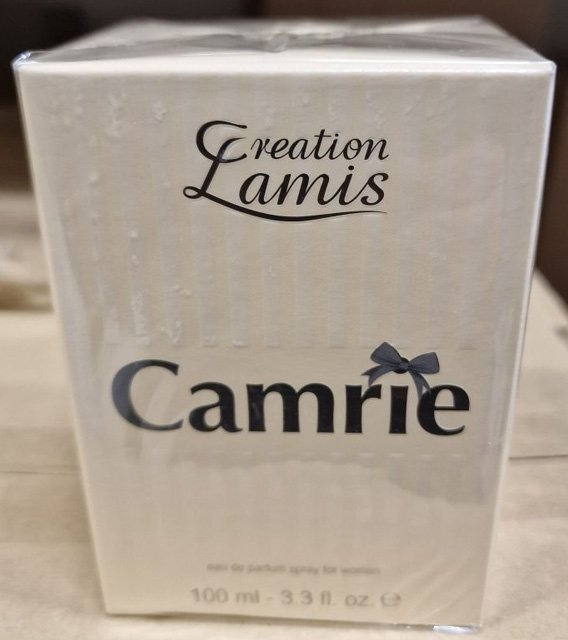 Creation
Lamis
Camrie
eau de parfum spray for women
100 ml - 3.3 fl. oz. ℮